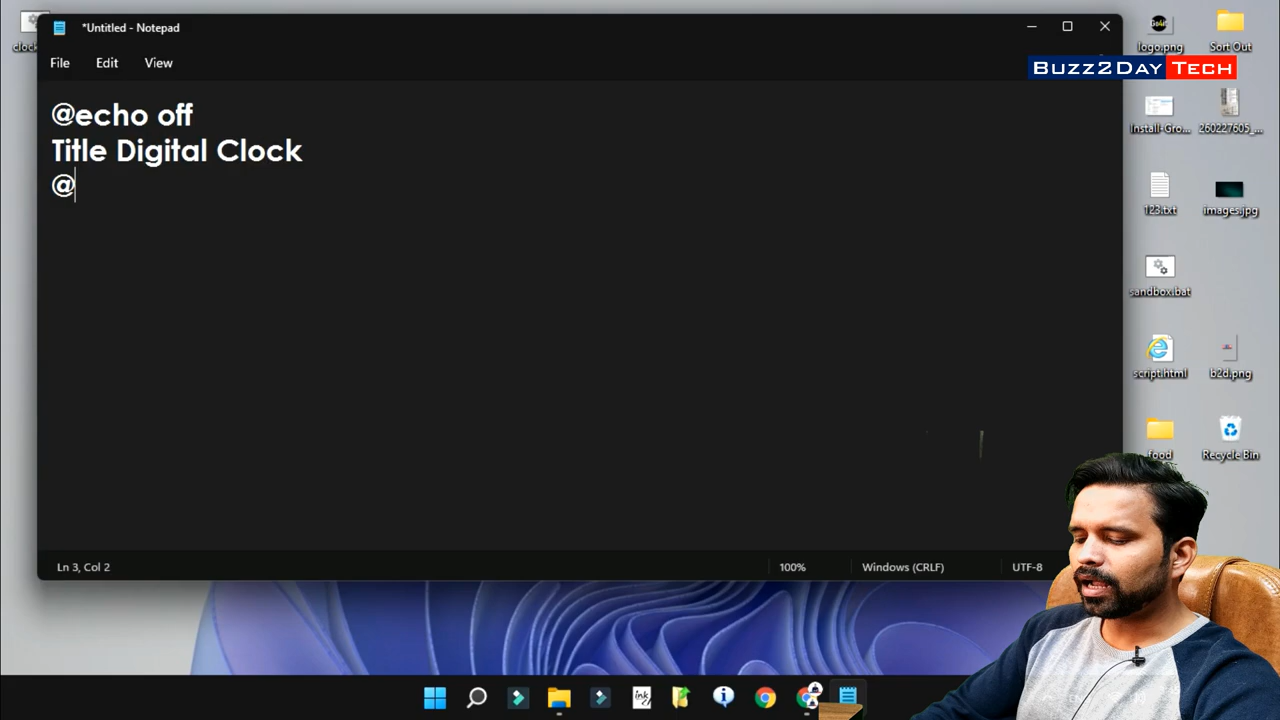 *Untitled - Notepad
File Edit View
Buzz2Day Tech
@echo off
Title Digital Clock
@
Ln 3, Col 2
100%
Windows (CRLF)
UTF-8
logo.png
Sort Out
Install-Gro...
260227605_...
123.txt
images.jpg
sandbox.bat
script.html
b2d.png
food
Recycle Bin
ink